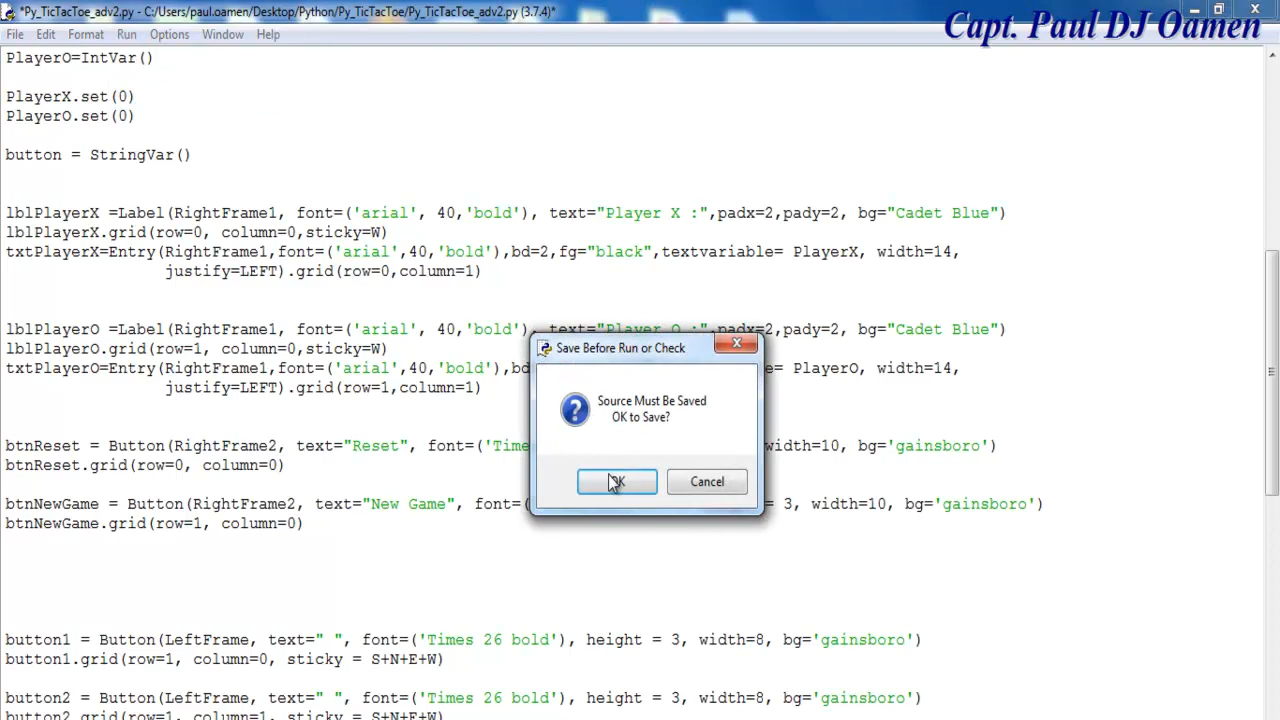 *Py_TicTacToe_adv2.py - C:/Users/paul.oamen/Desktop/Python/Py_TicTacToe/Py_TicTacToe_adv2.py (3.7.4)*
Capt. Paul DJ Oamen
File Edit Format Run Options Window Help
PlayerO=IntVar()
PlayerX.set(0)
PlayerO.set(0)
button = StringVar()
lblPlayerX =Label(RightFrame1, font=('arial', 40,'bold'), text="Player X :",padx=2,pady=2, bg="Cadet Blue")
lblPlayerX.grid(row=0, column=0,sticky=W)
txtPlayerX=Entry(RightFrame1,font=('arial',40,'bold'),bd=2,fg="black",textvariable= PlayerX, width=14,
justify=LEFT).grid(row=0,column=1)
lblPlayerO =Label(RightFrame1, font=('arial', 40,'bold'), text="Player O :",padx=2,pady=2, bg="Cadet Blue")
lblPlayerO.grid(row=1, column=0,sticky=W)
txtPlayerO=Entry(RightFrame1,font=('arial',40,'bold'),bd = PlayerO, width=14,
justify=LEFT).grid(row=1,column=1)
Save Before Run or Check
Source Must Be Saved
OK to Save?
OK Cancel
btnReset = Button(RightFrame2, text="Reset", font=('Time width=10, bg='gainsboro')
btnReset.grid(row=0, column=0)
btnNewGame = Button(RightFrame2, text="New Game", font=( = 3, width=10, bg='gainsboro')
btnNewGame.grid(row=1, column=0)
button1 = Button(LeftFrame, text=" ", font=('Times 26 bold'), height = 3, width=8, bg='gainsboro')
button1.grid(row=1, column=0, sticky = S+N+E+W)
button2 = Button(LeftFrame, text=" ", font=('Times 26 bold'), height = 3, width=8, bg='gainsboro')
button2.grid(row=1, column=1, sticky = S+N+E+W)